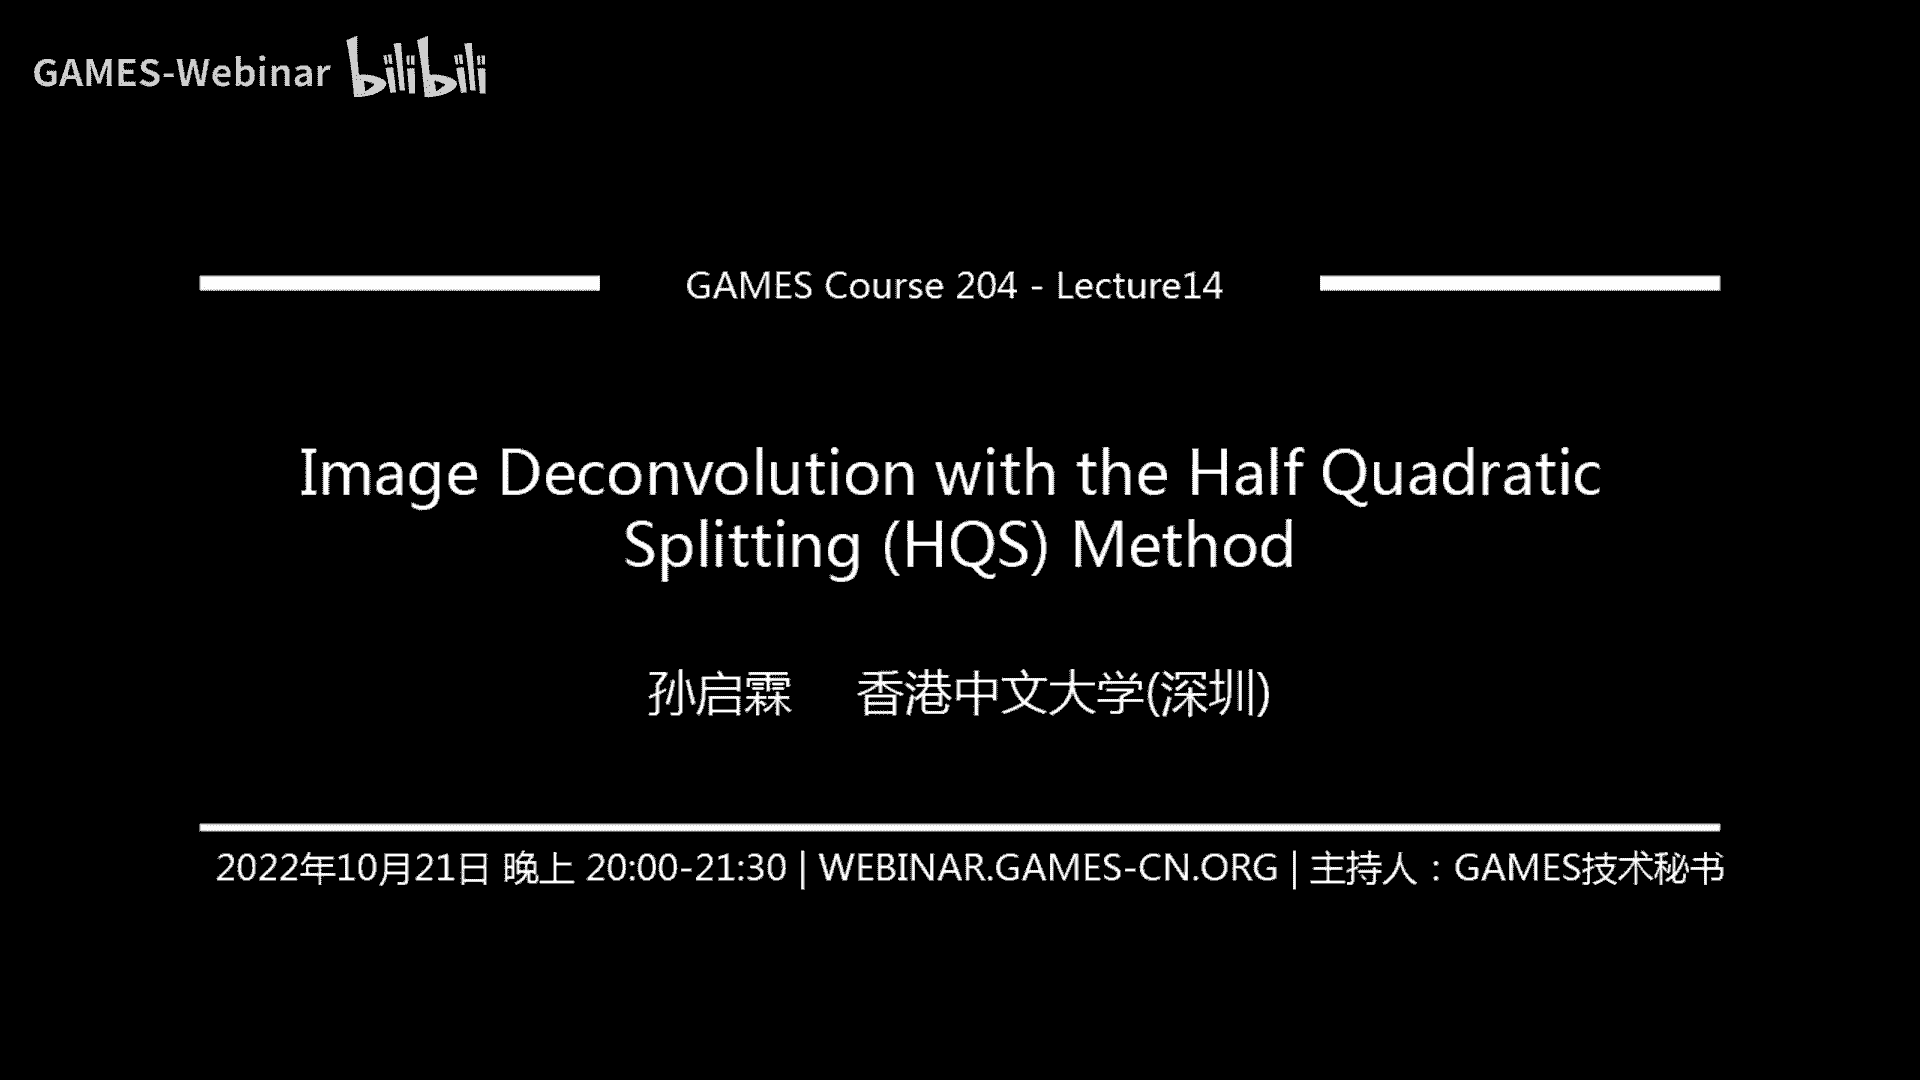 GAMES-Webinar bilibili
GAMES Course 204 - Lecture14
Image Deconvolution with the Half Quadratic
Splitting (HQS) Method
孙启霖 香港中文大学(深圳)
2022年10月21日 晚上 20:00-21:30 | WEBINAR.GAMES-CN.ORG | 主持人：GAMES技术秘书